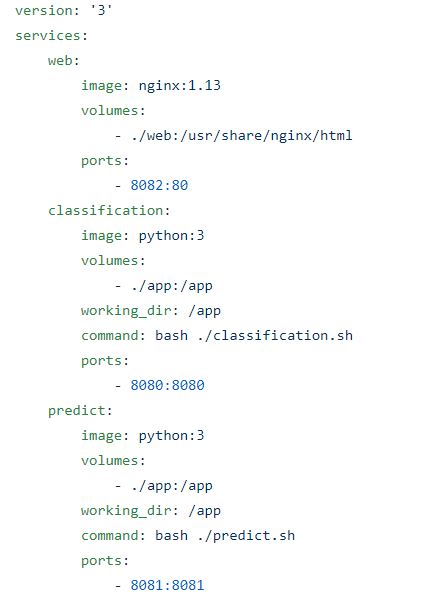 version: '3'
services:
    web:
        image: nginx:1.13
        volumes:
            - ./web:/usr/share/nginx/html
        ports:
            - 8082:80
    classification:
        image: python:3
        volumes:
            - ./app:/app
        working_dir: /app
        command: bash ./classification.sh
        ports:
            - 8080:8080
    predict:
        image: python:3
        volumes:
            - ./app:/app
        working_dir: /app
        command: bash ./predict.sh
        ports:
            - 8081:8081